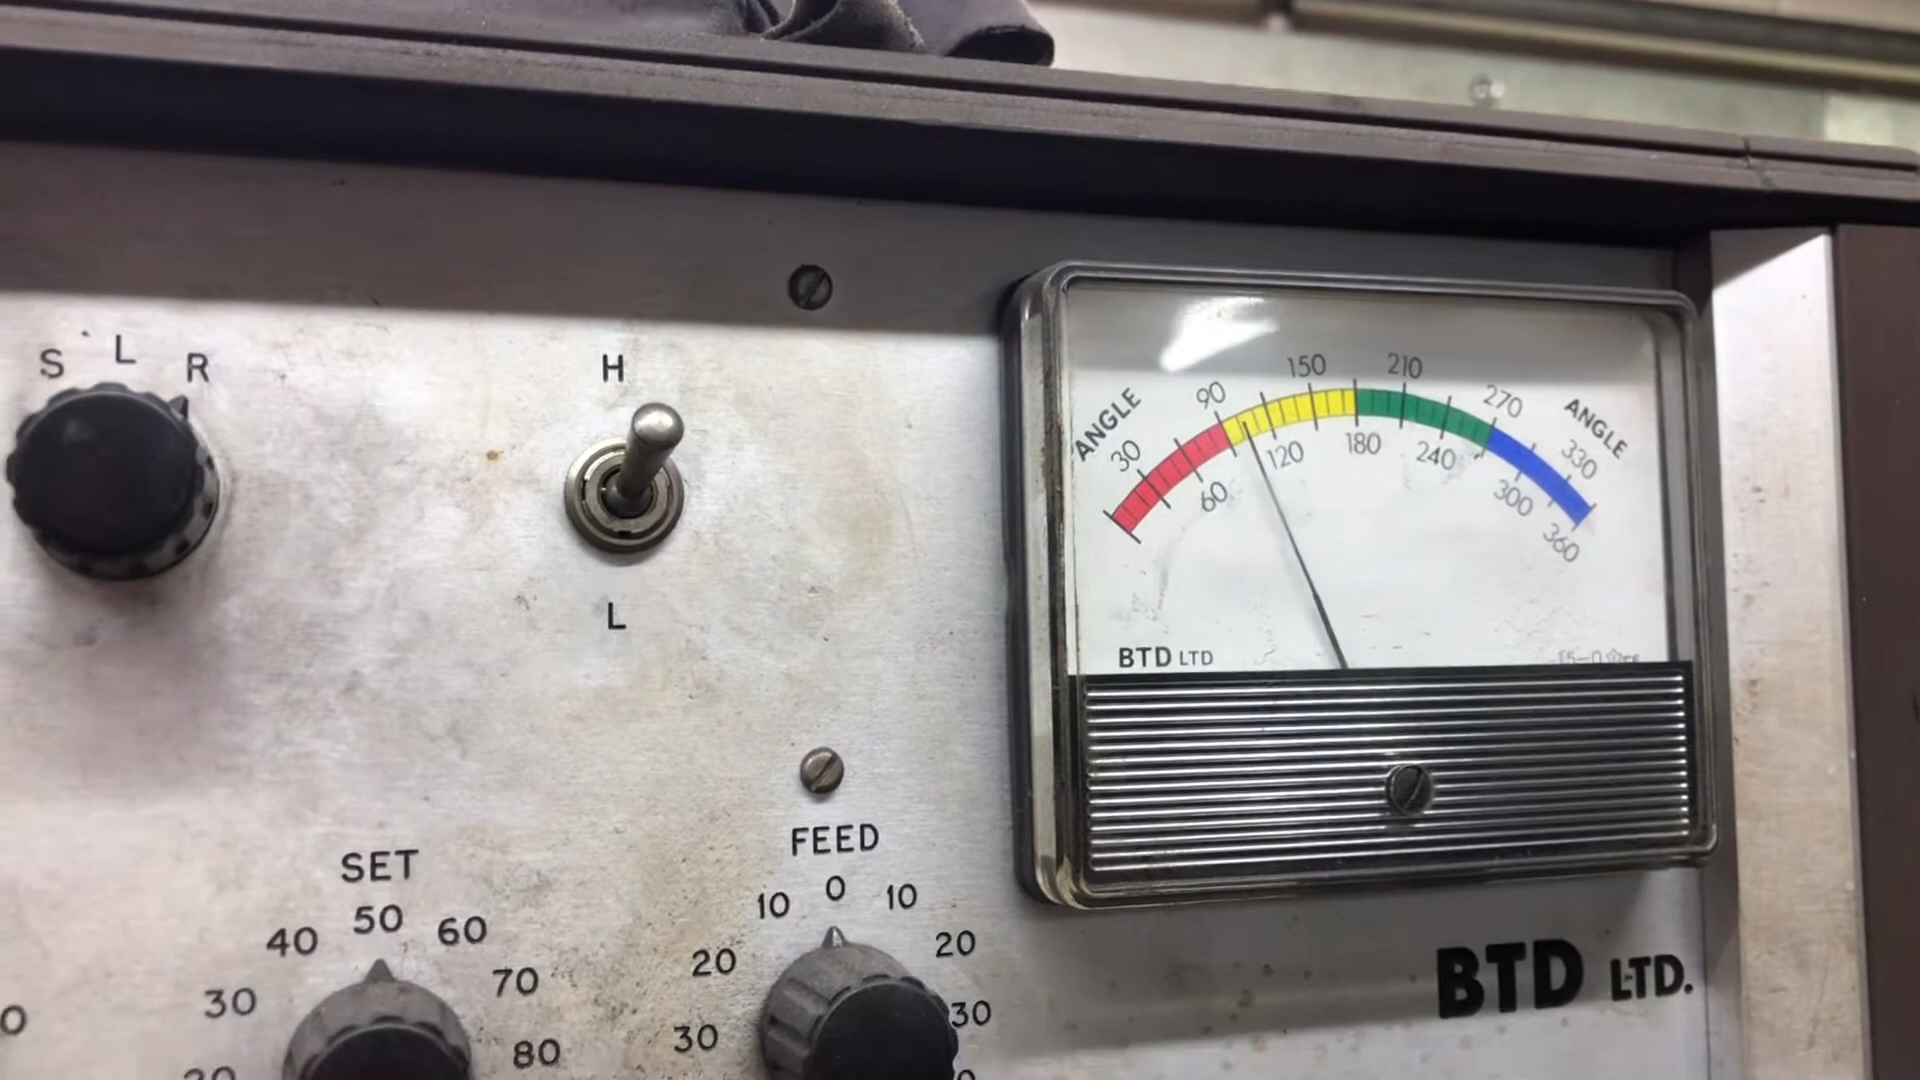 S L R
H
L
ANGLE 30 90 150 210 270 330 ANGLE
60 120 180 240 300 360
BTD LTD
SET
40 50 60
30 70
80
FEED
10 0 10
20 20
30 30
BTD LTD.